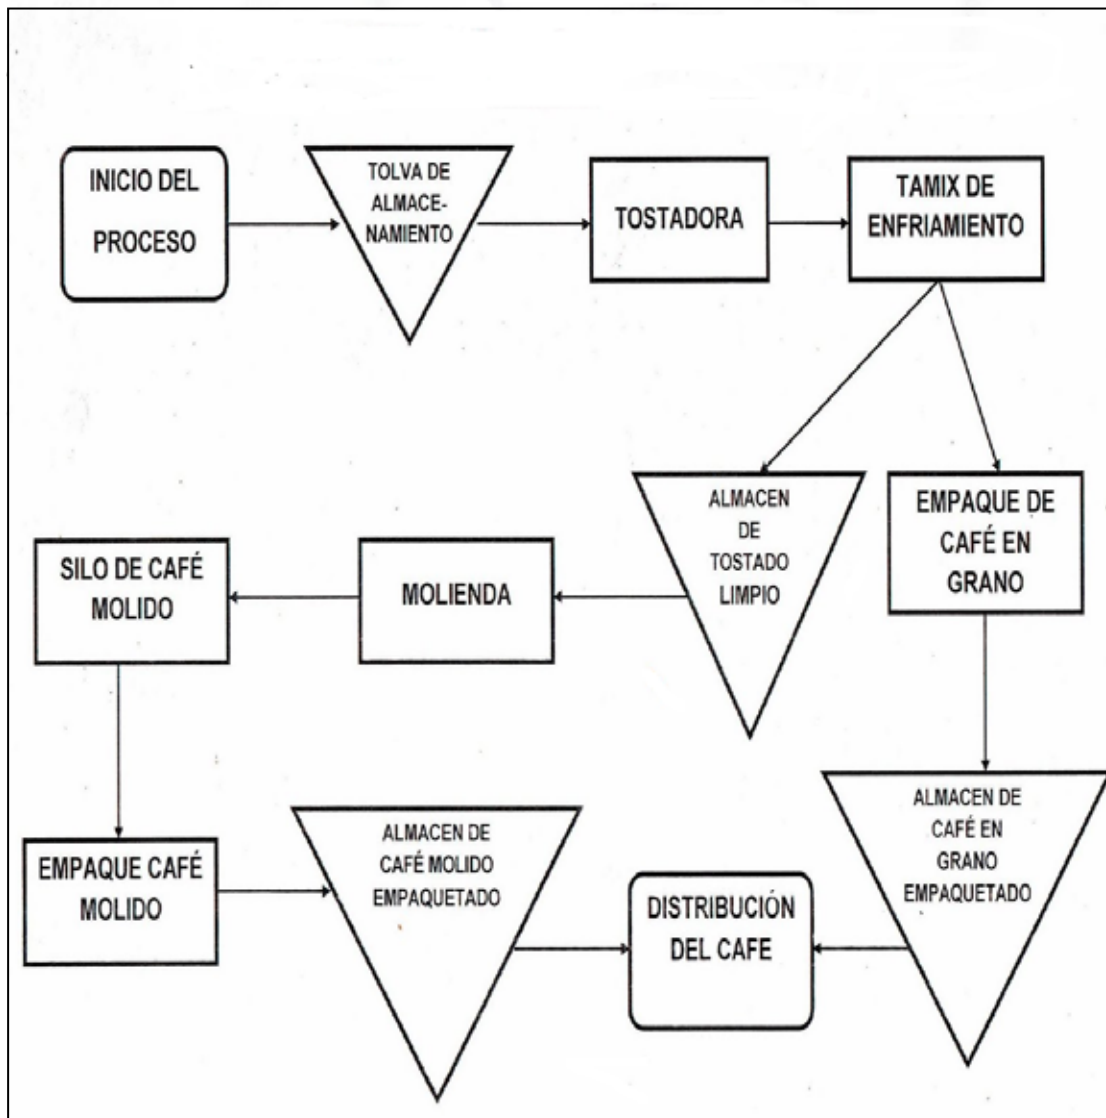 INICIO DEL
PROCESO
TOLVA DE
ALMACE-
NAMIENTO
TOSTADORA
TAMIX DE
ENFRIAMIENTO
ALMACEN
DE
TOSTADO
LIMPIO
EMPAQUE DE
CAFÉ EN
GRANO
MOLIENDA
SILO DE CAFÉ
MOLIDO
EMPAQUE CAFÉ
MOLIDO
ALMACEN DE
CAFÉ MOLIDO
EMPAQUETADO
DISTRIBUCIÓN
DEL CAFE
ALMACEN DE
CAFÉ EN
GRANO
EMPAQUETADO